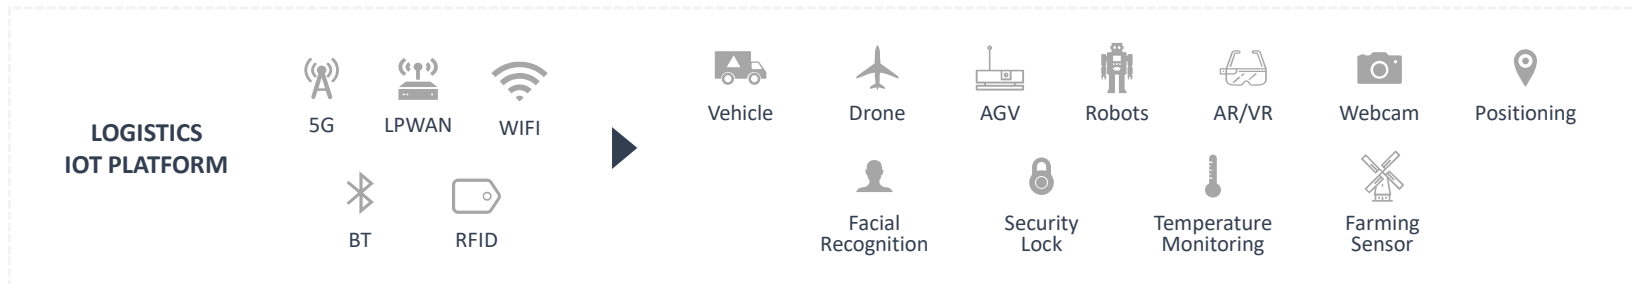 LOGISTICS
IOT PLATFORM
5G
LPWAN
WIFI
BT
RFID
Vehicle
Drone
AGV
Robots
AR/VR
Webcam
Positioning
Facial
Recognition
Security
Lock
Temperature
Monitoring
Farming
Sensor